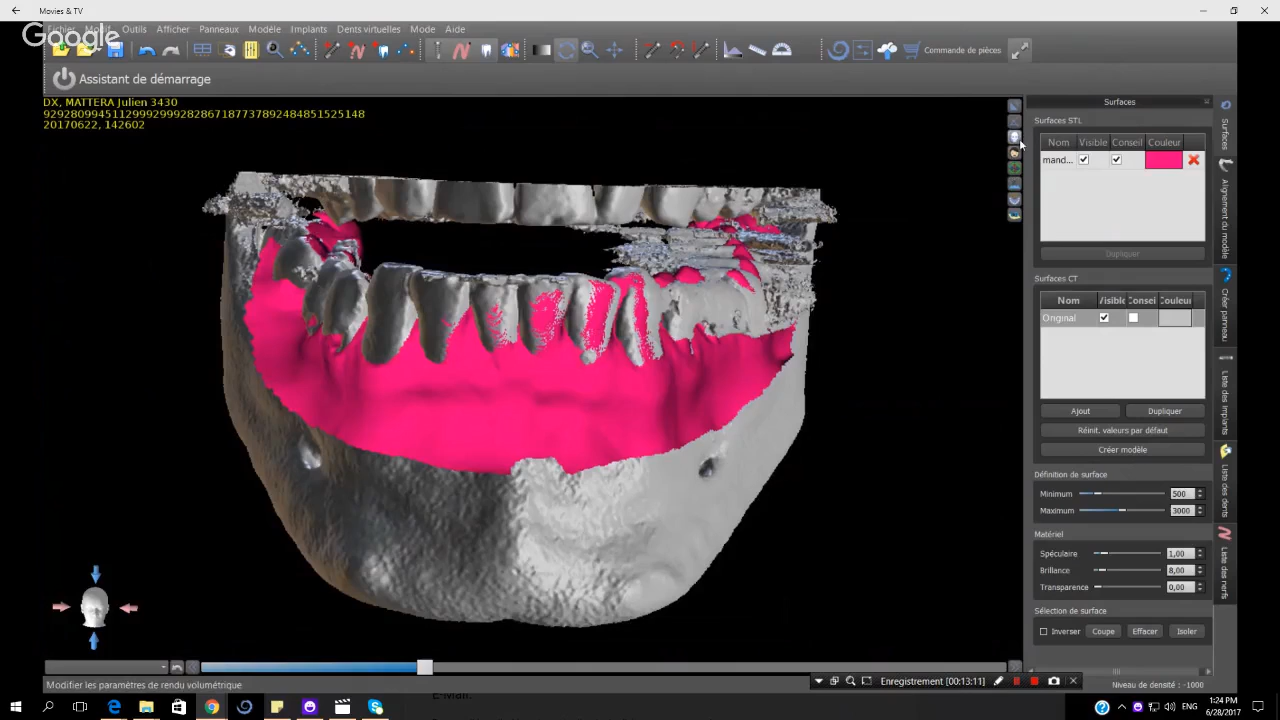 Movies & TV
Google
Fichier Modif. Outils Afficher Panneaux Modèle Implants Dents virtuelles Mode Aide
Commande de pièces
Assistant de démarrage
DX, MATTERA Julien 3430
20170622, 142602
Surfaces
Surfaces STL
Nom Visible Conseil Couleur
mand...
Dupliquer
Surfaces CT
Nom Visible Consei Couleur
Original
Ajout Dupliquer
Réinit. valeurs par défaut
Créer modèle
Définition de surface
Minimum 500
Maximum 3000
Matériel
Spéculaire 1,00
Brillance 8,00
Transparence 0,00
Sélection de surface
Inverser Coupe Effacer Isoler
Surfaces
Alignement du modèle
Créer panneau
Liste des implants
Liste des dents
Liste des nerfs
Enregistrement [00:13:11]
Modifier les paramètres de rendu volumétrique
E-Mail:
Niveau de densité : -1000
ENG
1:24 PM
6/28/2017